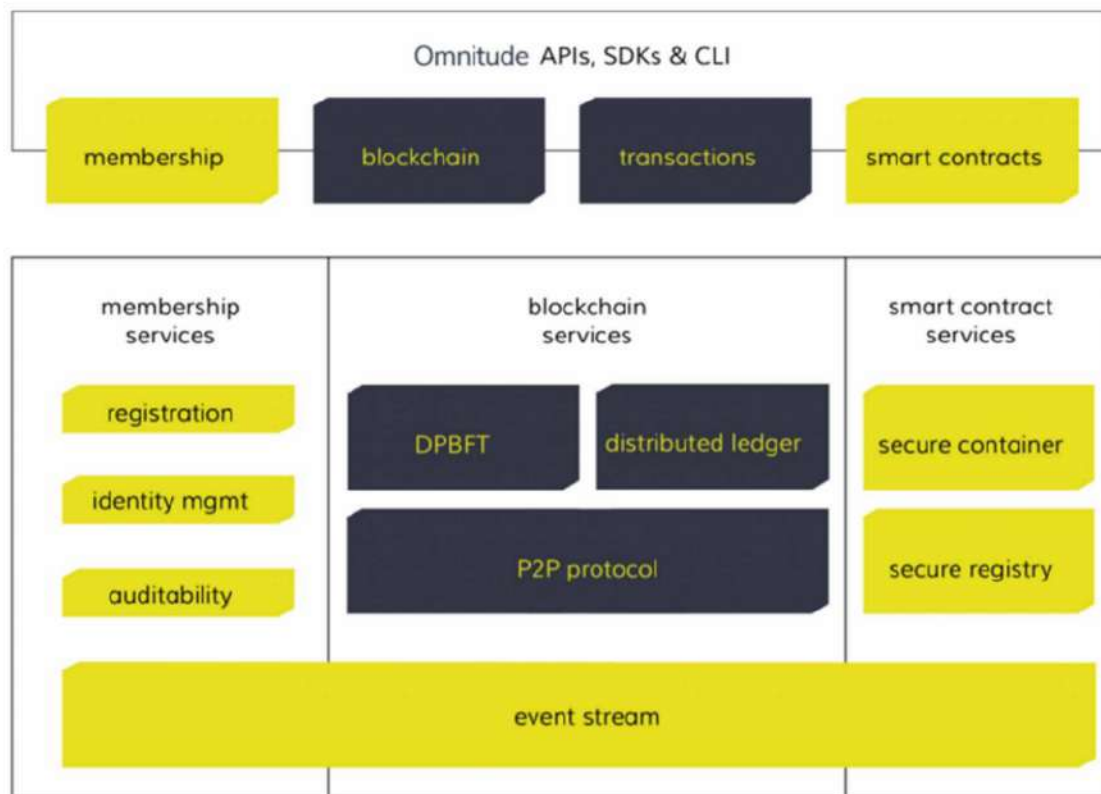 Omnitude APIs, SDKs & CLI
membership
blockchain
transactions
smart contracts
membership
services
blockchain
services
smart contract
services
registration
identity mgmt
auditability
DPBFT
distributed ledger
P2P protocol
secure container
secure registry
event stream